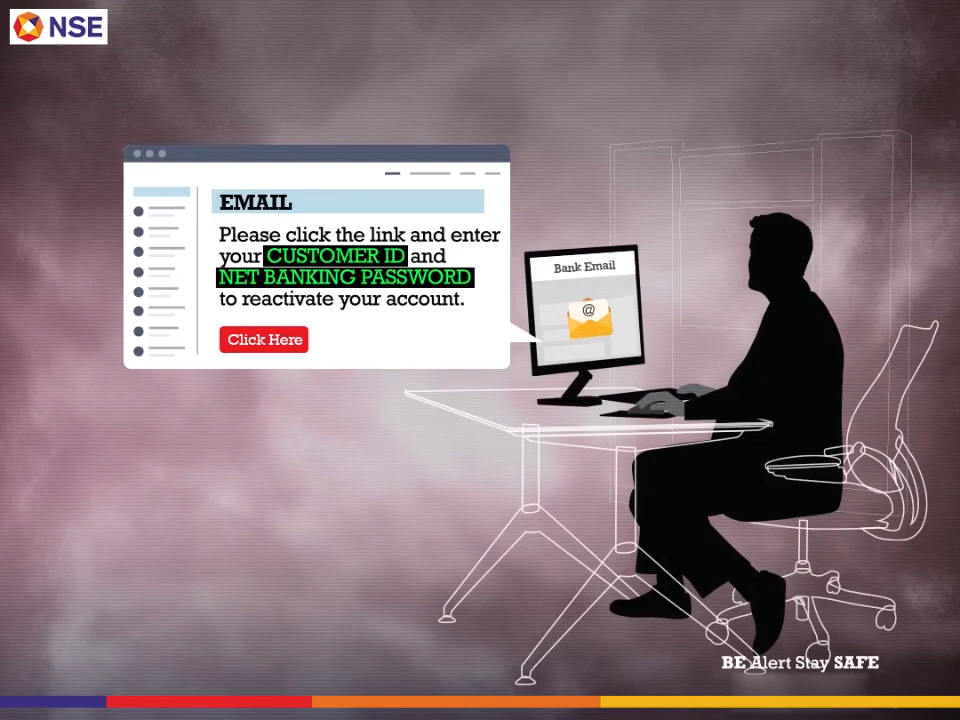 NSE
EMAIL
Please click the link and enter
your CUSTOMER ID and
NET BANKING PASSWORD
to reactivate your account.
Click Here
Bank Email
@
BE Alert Stay SAFE